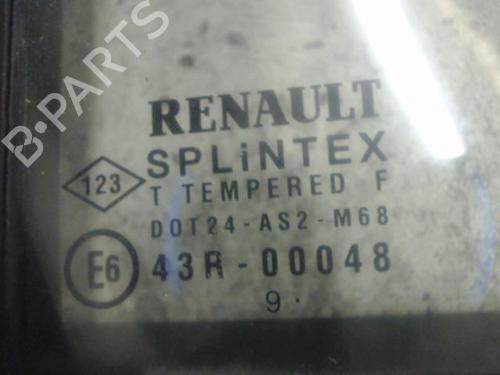 B-PARTS
RENAULT
SPLiNTEX
123
T TEMPERED F
DOT24-AS2-M68
E6 43R-00048
9.